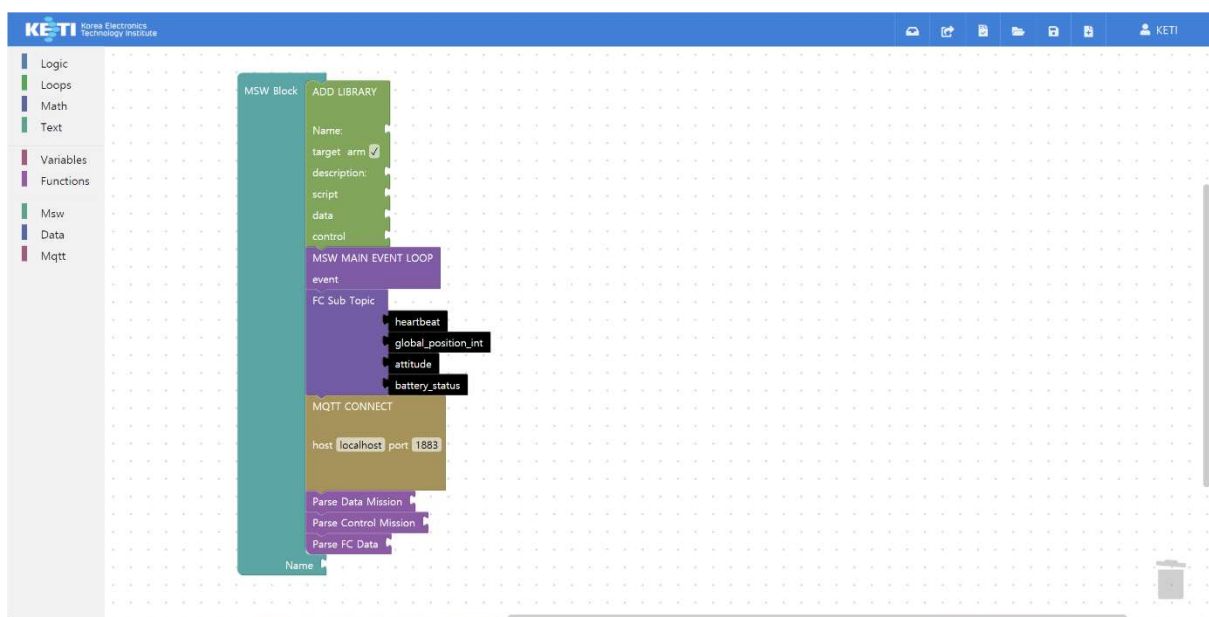 KETI Korea Electronics
Technology Institute
KETI
Logic
Loops
Math
Text
Variables
Functions
Msw
Data
Mqtt
MSW Block
ADD LIBRARY
Name:
target arm
description:
script
data
control
MSW MAIN EVENT LOOP
event
FC Sub Topic
heartbeat
global_position_int
attitude
battery_status
MQTT CONNECT
host localhost port 1883
Parse Data Mission
Parse Control Mission
Parse FC Data
Name